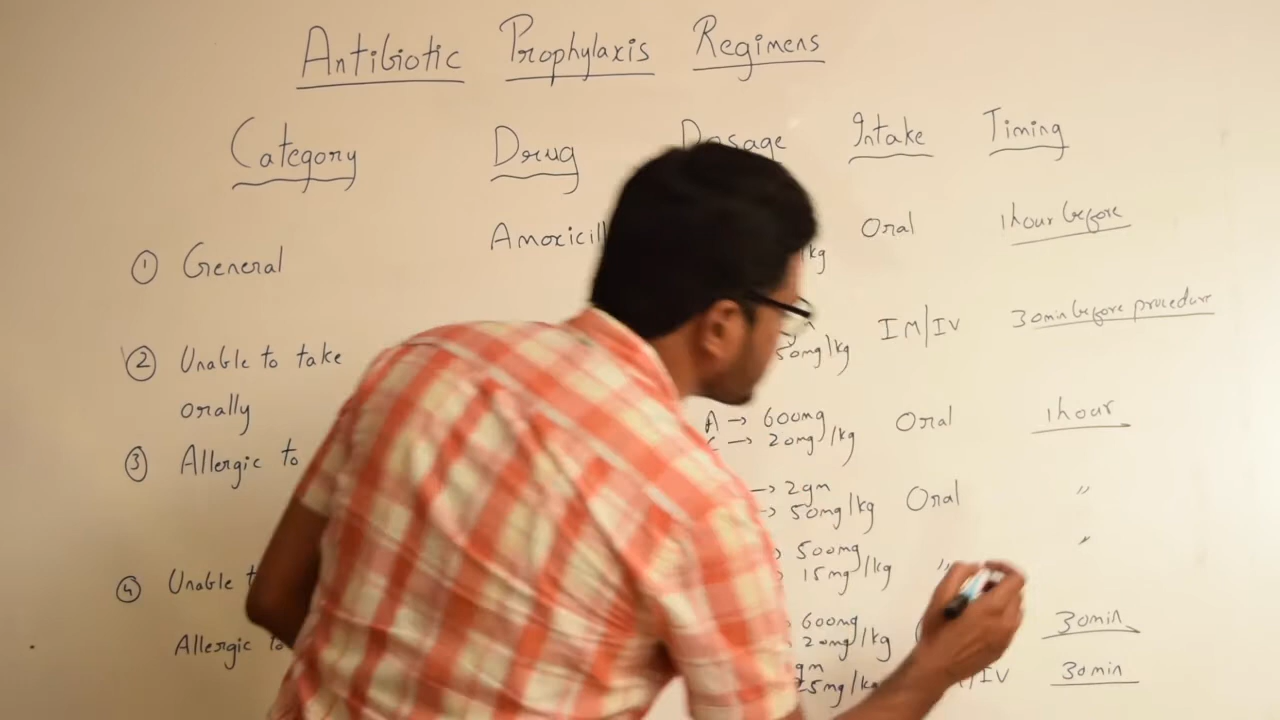 Antibiotic Prophylaxis Regimens
Category Drug Dosage Intake Timing
① General Amoxicill /kg Oral 1hour before
② Unable to take 50mg/kg IM/IV 30min before procedure
orally
③ Allergic to A → 600mg Oral 1hour
→ 20mg/kg
→ 2gm Oral "
→ 50mg/kg
500mg "
15mg/kg "
④ Unable 600mg 30min
20mg/kg
Allergic to gm /IV 30min
25mg/kg